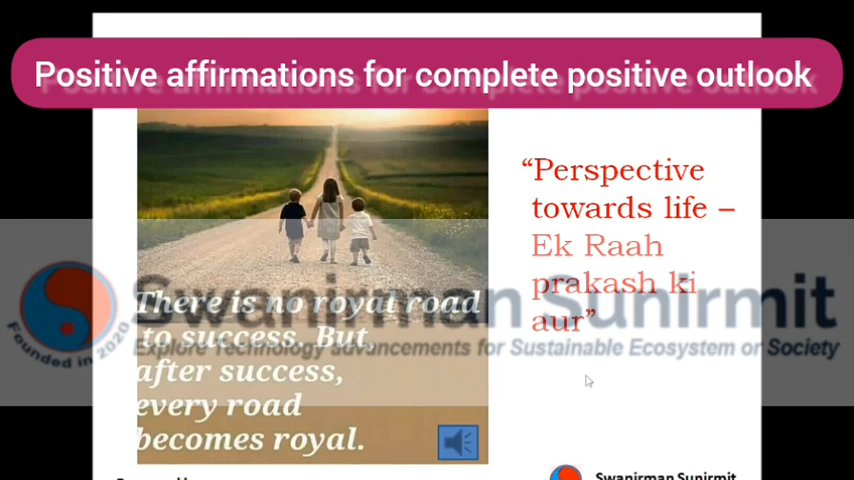 Positive affirmations for complete positive outlook
“Perspective
towards life –
Ek Raah
prakash ki
aur”
There is no royal road
to success. But,
after success,
every road
becomes royal.
Swanirman Sunirmit
Explore Technology advancements for Sustainable Ecosystem or Society
Founded in 2020
Swanirman Sunirmit